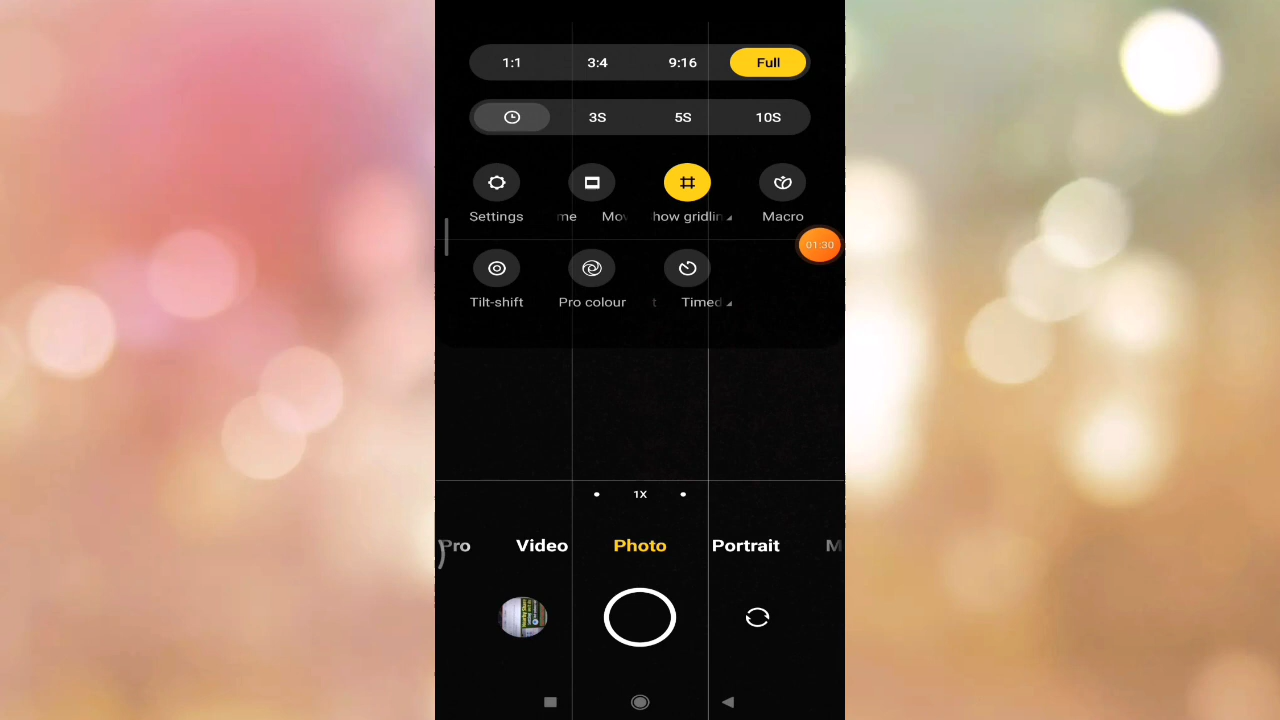 1:1 3:4 9:16 Full
3S 5S 10S
Settings me Mov how gridlin Macro
01:30
Tilt-shift Pro colour t Timed
1X
Pro Video Photo Portrait M